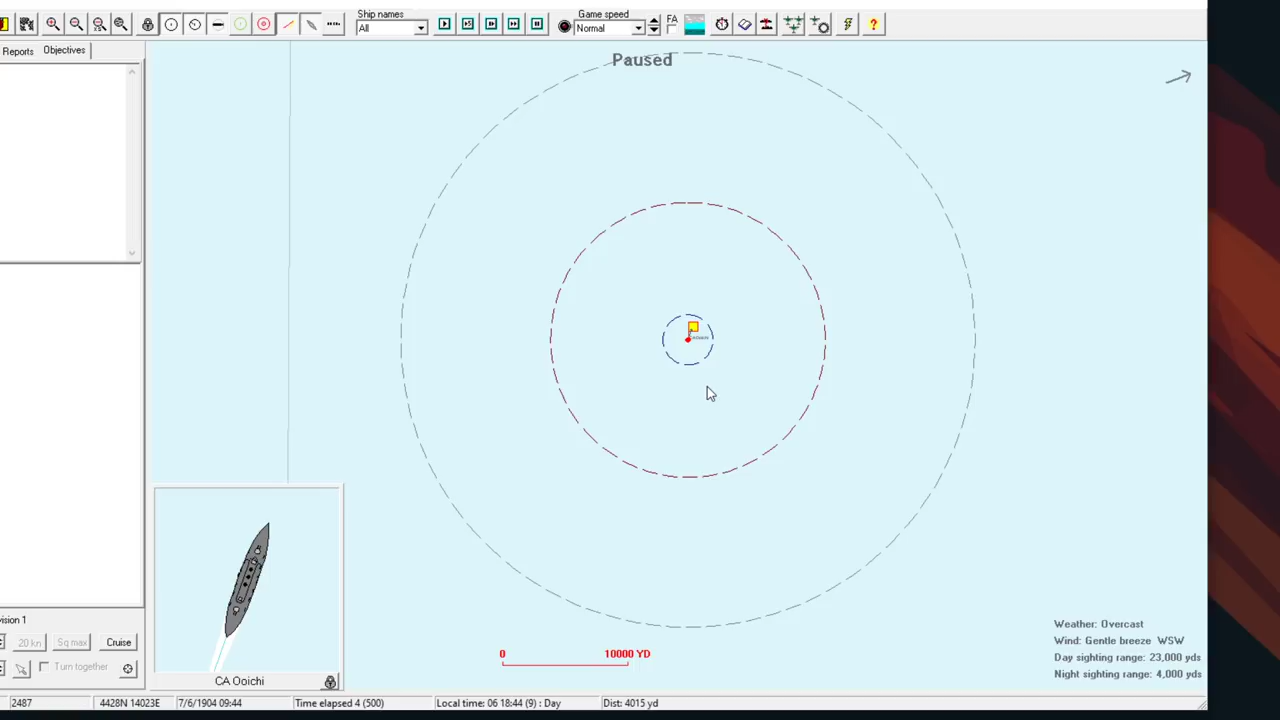 Ship names
All
Game speed
Normal
FA
?
Reports
Objectives
Paused
vision 1
20 kn
Sq max
Cruise
Turn together
CA Ooichi
0
10000 YD
Weather: Overcast
Wind: Gentle breeze WSW
Day sighting range: 23,000 yds
Night sighting range: 4,000 yds
2487
4428N 14023E
7/6/1904 09:44
Time elapsed 4 (500)
Local time: 06 18:44 (9) : Day
Dist: 4015 yd